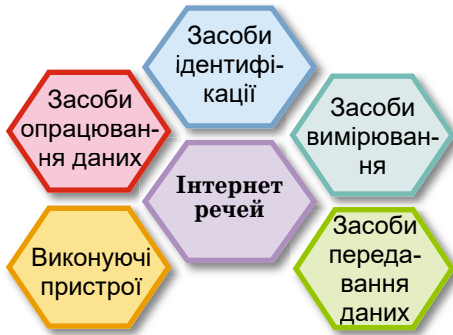 Засоби
ідентифі-
кації
Засоби
опрацюван-
ня даних
Засоби
вимірюван-
ня
Інтернет
речей
Виконуючі
пристрої
Засоби
переда-
вання
даних